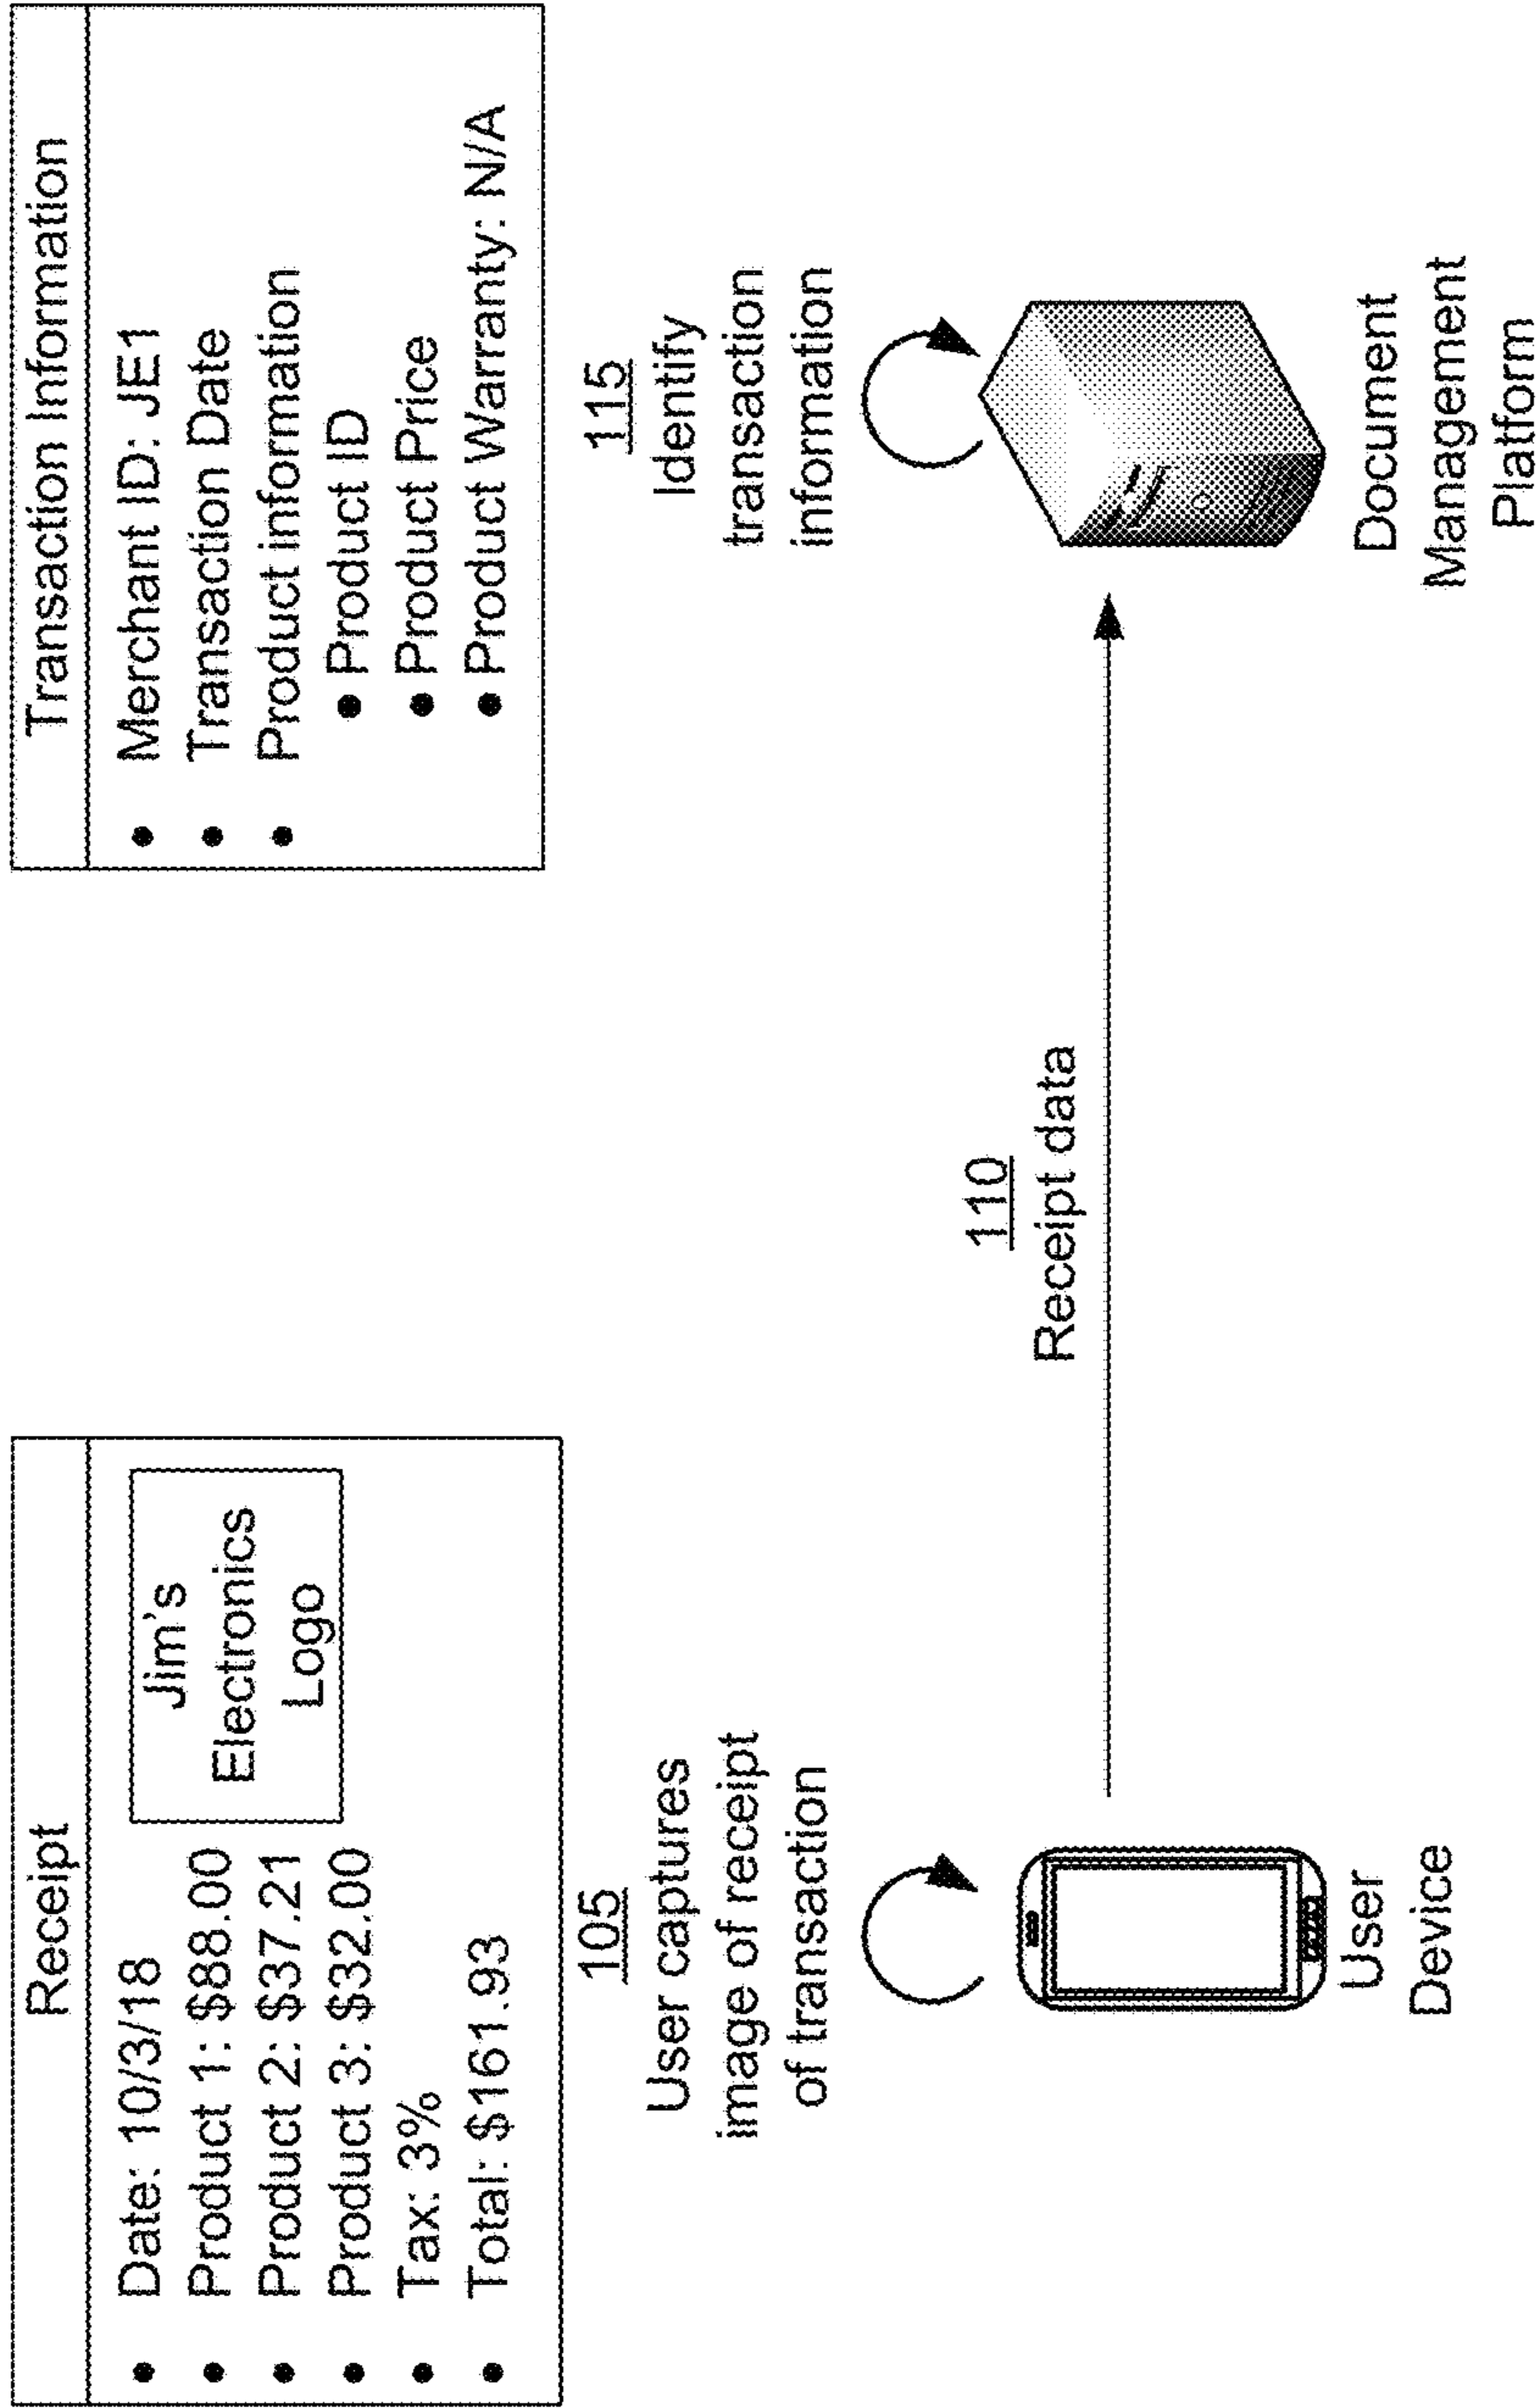 Receipt
• Date: 10/3/18
• Product 1: $88.00
• Product 2: $37.21
• Product 3: $32.00
• Tax: 3%
• Total: $161.93
Jim's
Electronics
Logo
105
User captures
image of receipt
of transaction
User
Device
110
Receipt data
Transaction Information
• Merchant ID: JE1
• Transaction Date
• Product information
• Product ID
• Product Price
• Product Warranty: N/A
115
Identify
transaction
information
Document
Management
Platform